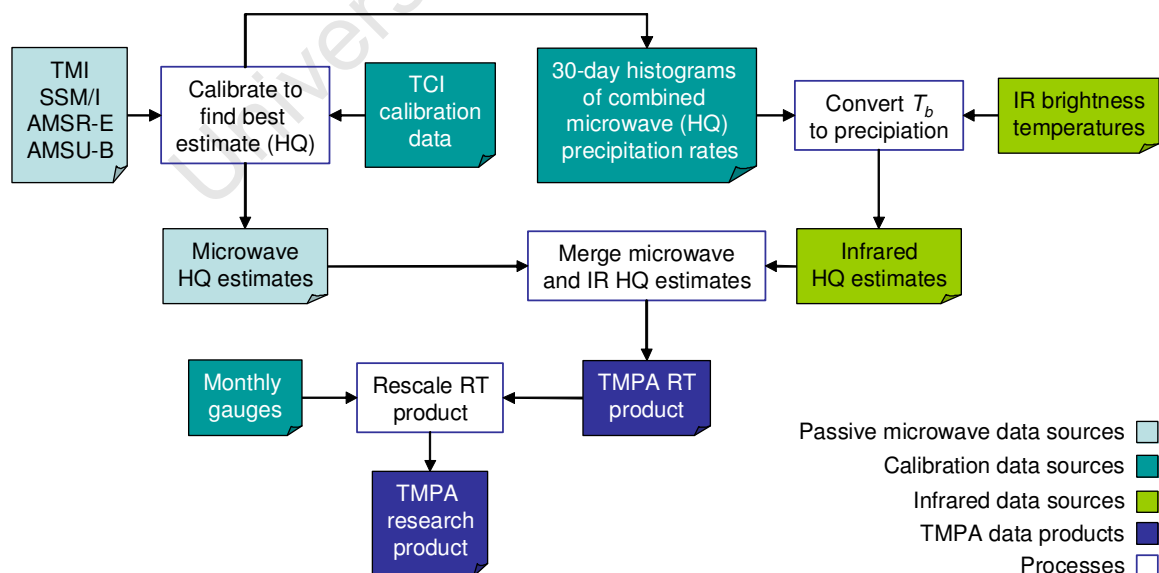 TMI
SSM/I
AMSR-E
AMSU-B
Calibrate to
find best
estimate (HQ)
TCI
calibration
data
30-day histograms
of combined
microwave (HQ)
precipitation rates
Convert T_b
to precipiation
IR brightness
temperatures
Microwave
HQ estimates
Merge microwave
and IR HQ estimates
Infrared
HQ estimates
Monthly
gauges
Rescale RT
product
TMPA RT
product
TMPA
research
product
Passive microwave data sources
Calibration data sources
Infrared data sources
TMPA data products
Processes